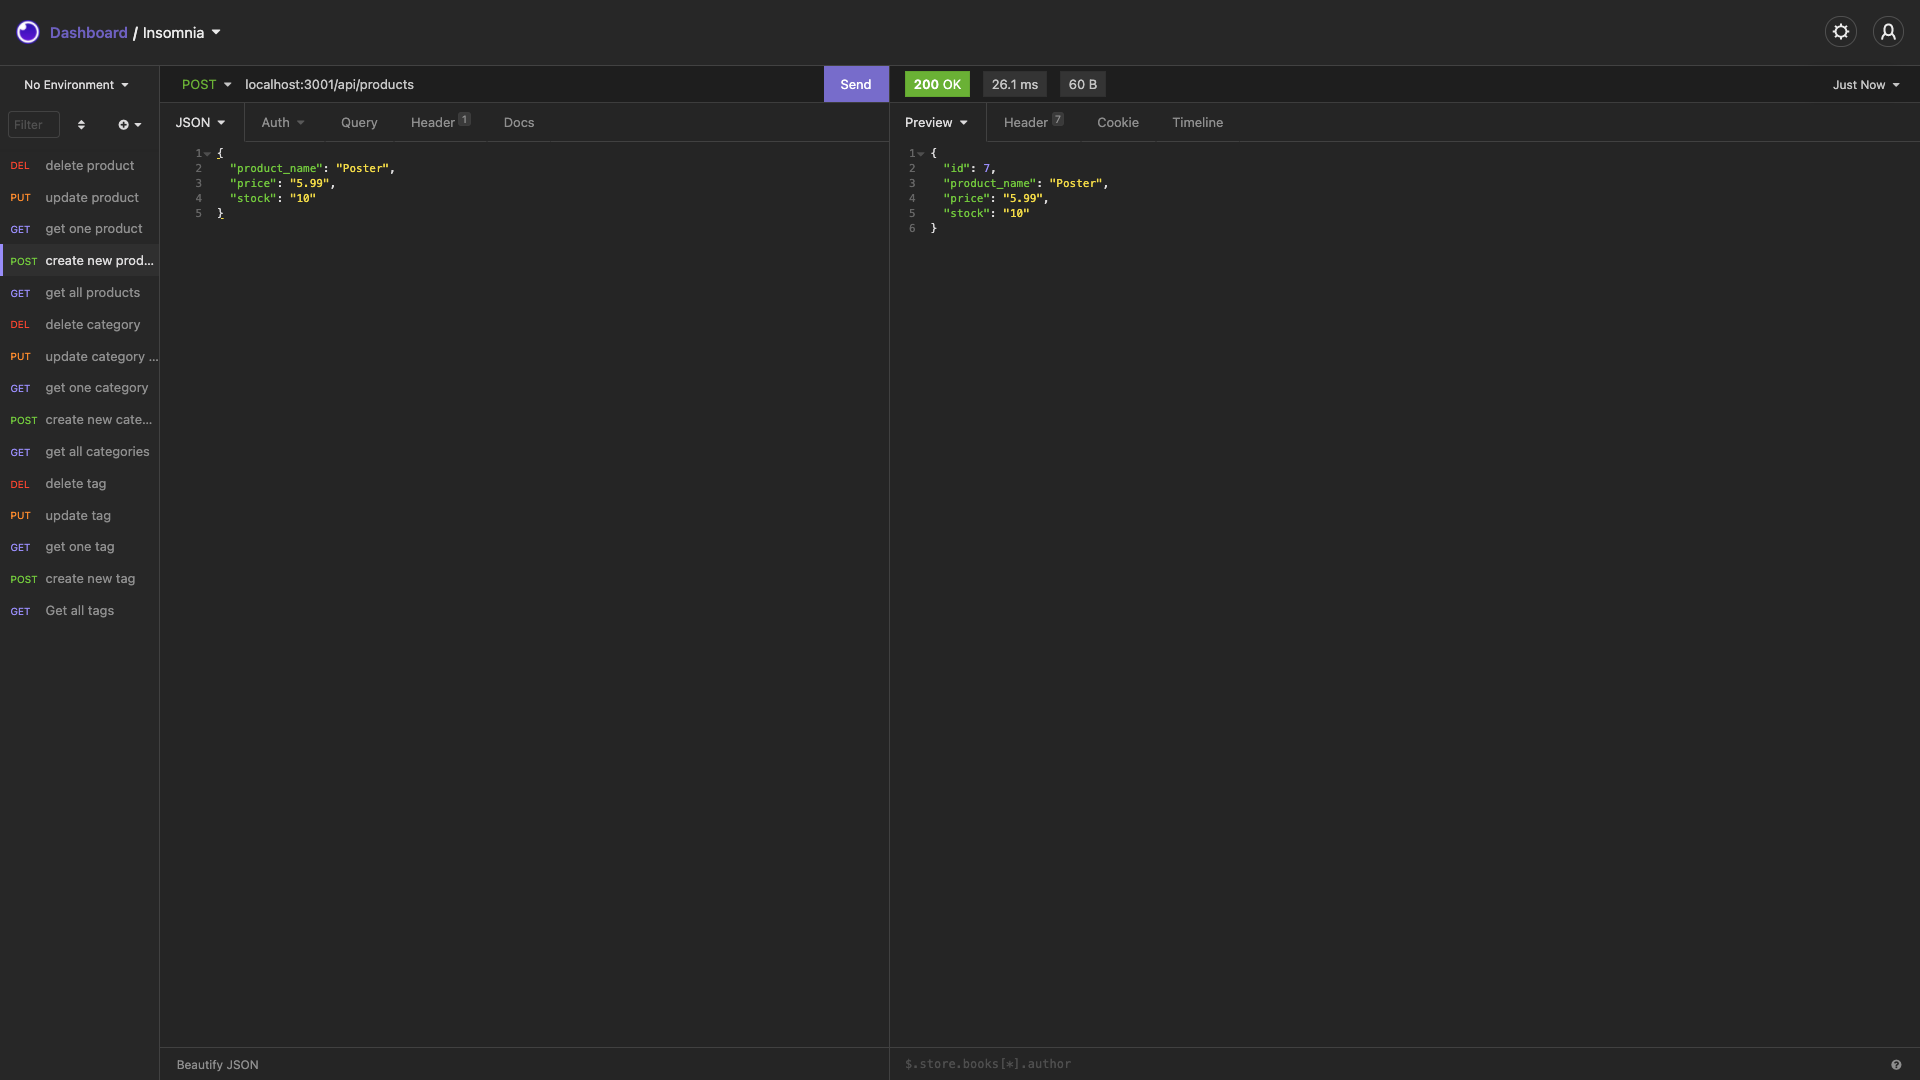 Dashboard / Insomnia
No Environment
POST localhost:3001/api/products Send
200 OK 26.1 ms 60 B Just Now
Filter
JSON Auth Query Header 1 Docs
Preview Header 7 Cookie Timeline
DEL delete product
PUT update product
GET get one product
POST create new prod...
GET get all products
DEL delete category
PUT update category ...
GET get one category
POST create new cate...
GET get all categories
DEL delete tag
PUT update tag
GET get one tag
POST create new tag
GET Get all tags
1 {
2 "product_name": "Poster",
3 "price": "5.99",
4 "stock": "10"
5 }
1 {
2 "id": 7,
3 "product_name": "Poster",
4 "price": "5.99",
5 "stock": "10"
6 }
Beautify JSON
$.store.books[*].author
?